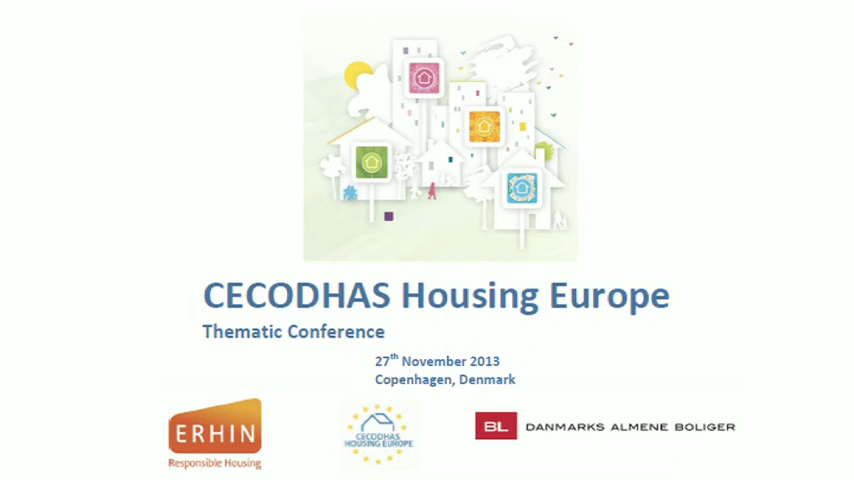 CECODHAS Housing Europe
Thematic Conference
27th November 2013
Copenhagen, Denmark
ERHIN
Responsible Housing
CECODHAS
HOUSING EUROPE
BL DANMARKS ALMENE BOLIGER